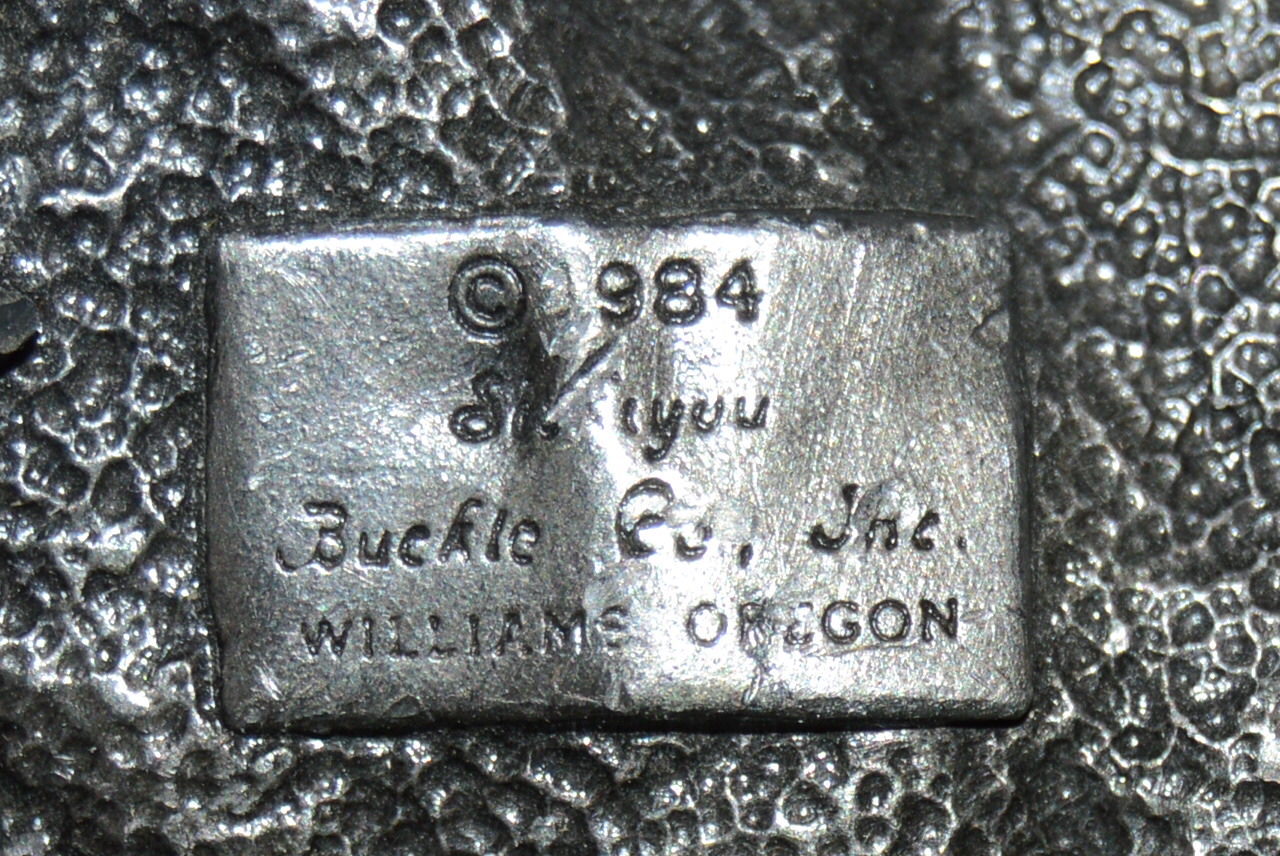 © 984
Buckle Co, Inc.
WILLIAMS OREGON